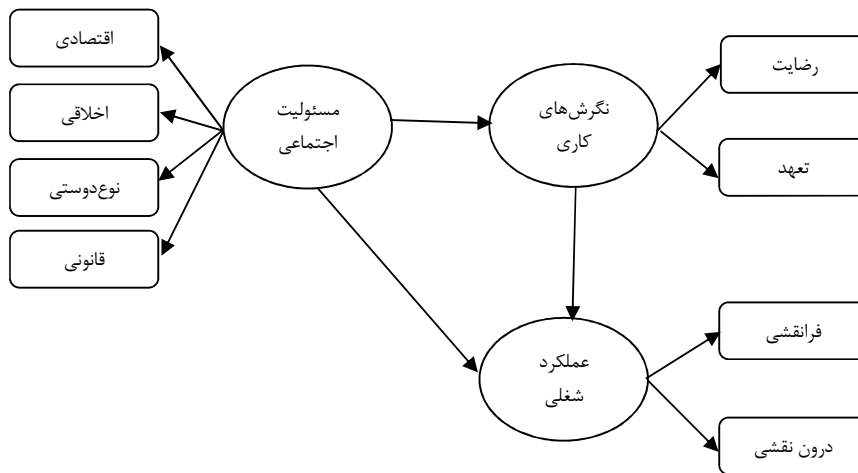 اقتصادی
اخلاقی
نوع‌دوستی
قانونی
مسئولیت
اجتماعی
نگرش‌های
کاری
رضایت
تعهد
عملکرد
شغلی
فرانقشی
درون نقشی